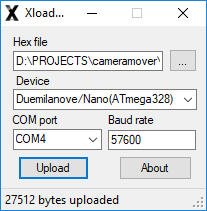 Xload...
Hex file
D:\PROJECTS\cameramover\
...
Device
Duemilanove/Nano(ATmega328)
COM port
Baud rate
COM4
57600
Upload
About
27512 bytes uploaded